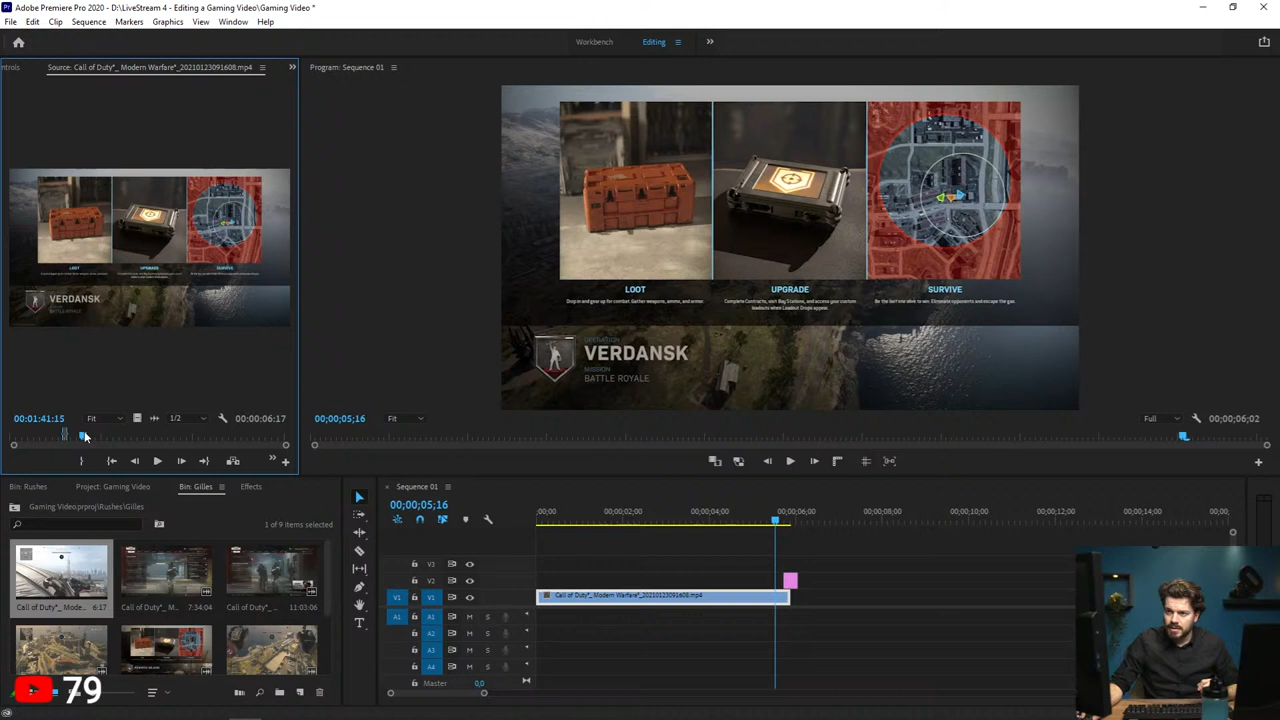 Adobe Premiere Pro 2020 - D:\LiveStream 4 - Editing a Gaming Video\Gaming Video *
File Edit Clip Sequence Markers Graphics View Window Help
Workbench Editing
ntrols Source: Call of Duty*_ Modern Warfare*_20210123091608.mp4
Program: Sequence 01
LOOT UPGRADE SURVIVE
VERDANSK
BATTLE ROYALE
LOOT UPGRADE SURVIVE
Drop in and gear up for combat. Gather weapons, ammo, and armor.
Complete Contracts, visit Buy Stations, and access your custom loadouts when Loadout Drops appear.
Be the last one alive to win. Eliminate opponents and escape the gas.
OPERATION
VERDANSK
MISSION
BATTLE ROYALE
00:01:41:15 Fit 1/2 00:00:06:17
00;00;05;16 Fit Full 00;00;06;02
Bin: Rushes Project: Gaming Video Bin: Gilles Effects
Gaming Video.prproj\Rushes\Gilles
1 of 9 items selected
Call of Duty*_ Mode... 6:17
Call of Duty*_ M... 7:34:04
Call of Duty*_ ... 11:03:06
Sequence 01
00;00;05;16
;00;00 00;00;02;00 00;00;04;00 00;00;06;00 00;00;08;00 00;00;10;00 00;00;12;00 00;00;14;00 00;00;
V3
V2
V1 V1 Call of Duty*_ Modern Warfare*_20210123091608.mp4
A1 A1 M S
A2 M S
A3 M S
A4 M S
Master 0,0
79